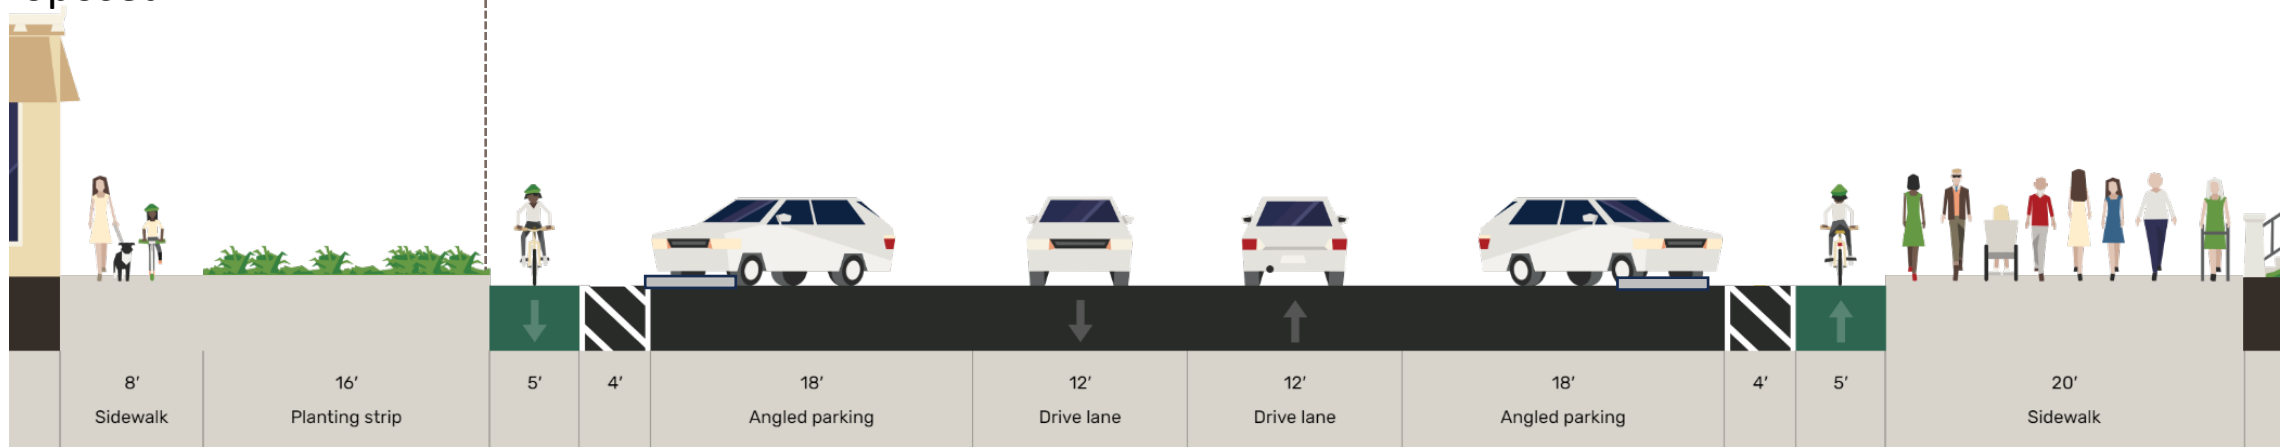 8' 16' 5' 4' 18' 12' 12' 18' 4' 5' 20'
Sidewalk Planting strip Angled parking Drive lane Drive lane Angled parking Sidewalk